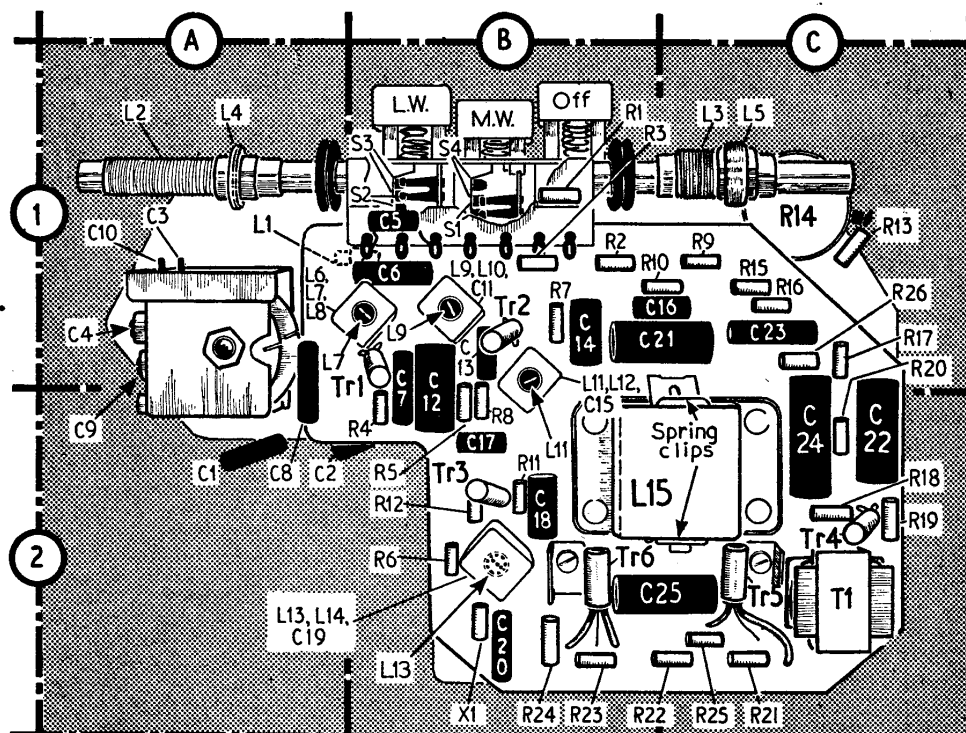 A B C
L.W. M.W. Off
L2 L4 R1 R3 L3 L5
S3 S4
S2
1
C3
C10
C5
S1
R14
R13
L1
R2 R9
L6,
L7,
L8
C6
L9, L10,
C11
R10 R15
R16
R26
C4
L9
Tr2
R7
C
14
C16
C21
C23
R17
L7
Tr1
C
7
C
12
C
13
R20
C9
R4
R8
L11, L12,
C15
C
24
C
22
C1 C8 C2
R5
C17
L11
Spring
clips
Tr3
R11
R12
C
18
L15
R18
R19
Tr4
2
R6
Tr6
Tr5
C25
T1
L13, L14,
C19
L13
C
20
X1 R24 R23 R22 R25 R21